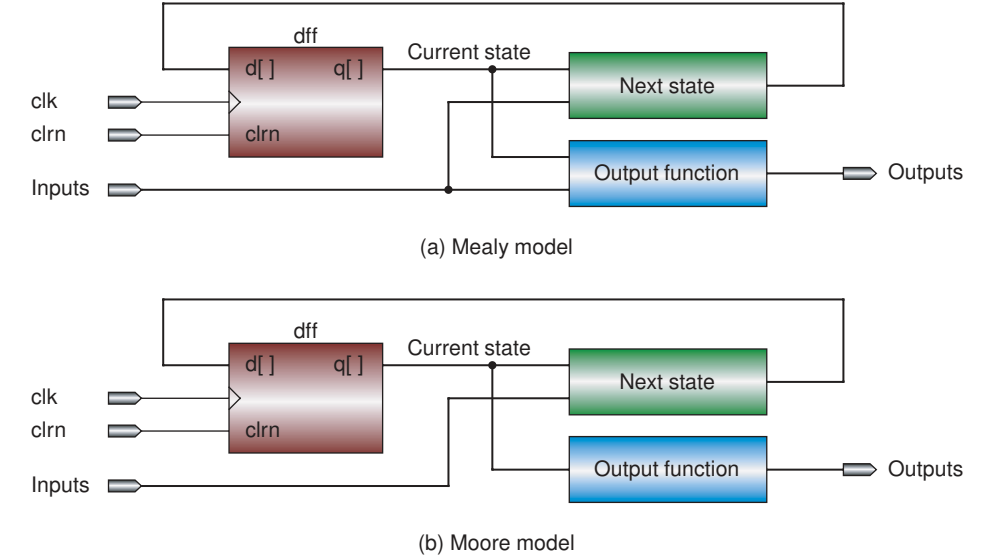 dff
Current state
d[ ] q[ ]
Next state
clk
clrn
clrn
Inputs
Output function
Outputs
(a) Mealy model
dff
Current state
d[ ] q[ ]
Next state
clk
clrn
clrn
Inputs
Output function
Outputs
(b) Moore model